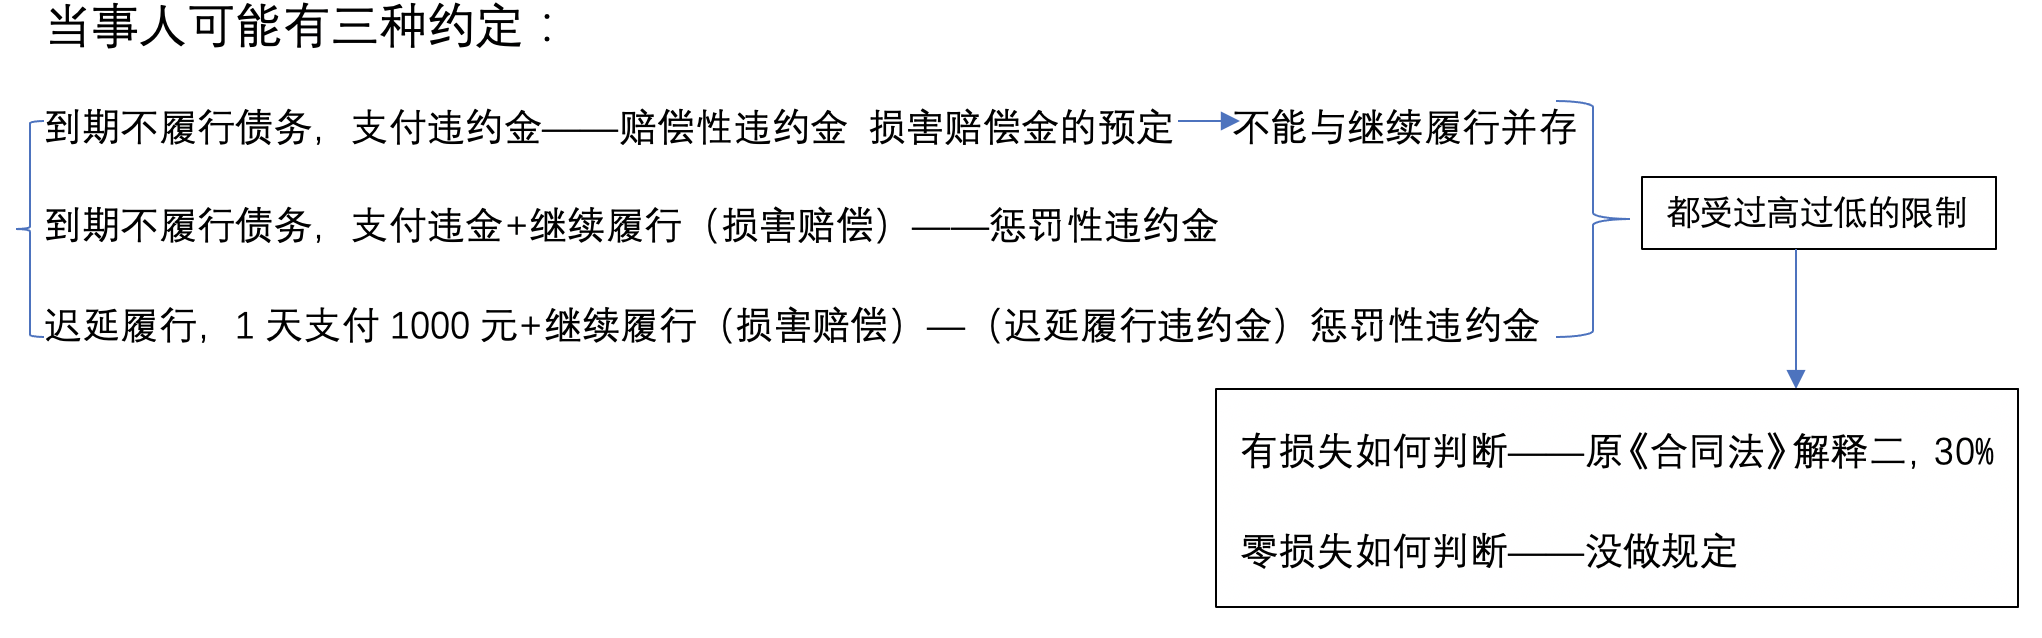 当事人可能有三种约定：
到期不履行债务，支付违约金——赔偿性违约金 损害赔偿金的预定 不能与继续履行并存
到期不履行债务，支付违金+继续履行（损害赔偿）——惩罚性违约金
都受过高过低的限制
迟延履行，1 天支付 1000 元+继续履行（损害赔偿）—（迟延履行违约金）惩罚性违约金
有损失如何判断——原《合同法》解释二，30%
零损失如何判断——没做规定